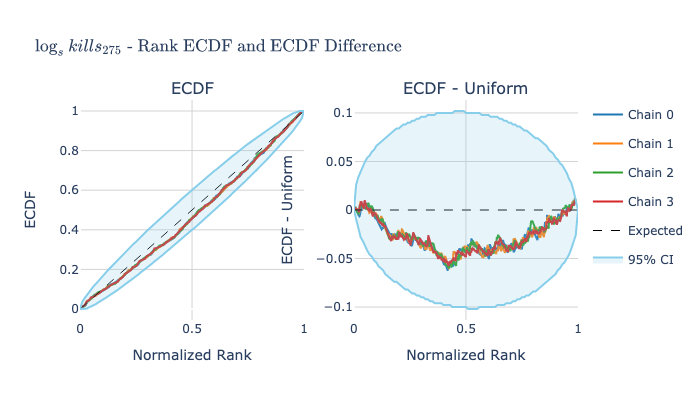 log_s kills_275 - Rank ECDF and ECDF Difference
ECDF
ECDF - Uniform
ECDF
1
0.8
0.6
0.4
0.2
0
0
0.5
1
Normalized Rank
ECDF - Uniform
0.1
0.05
0
−0.05
−0.1
0
0.5
1
Normalized Rank
Chain 0
Chain 1
Chain 2
Chain 3
Expected
95% CI